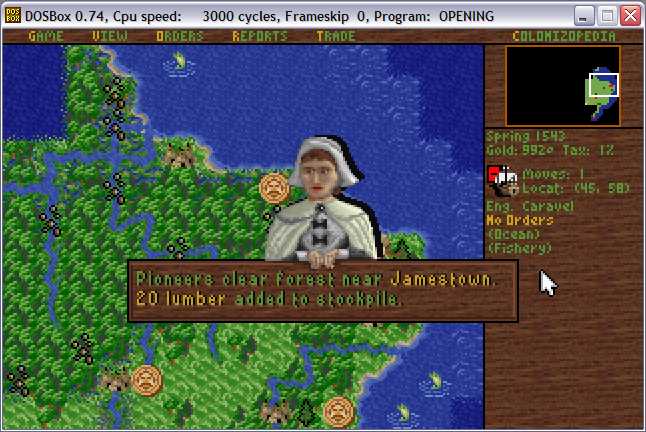 DOSBox 0.74, Cpu speed: 3000 cycles, Frameskip 0, Program: OPENING
GAME VIEW ORDERS REPORTS TRADE COLONIZOPEDIA
Spring 1543
Gold: 992 Tax: 1%
Moves: 1
Locat: (45, 58)
Eng. Caravel
No Orders
(Ocean)
(Fishery)
Pioneers clear forest near Jamestown.
20 lumber added to stockpile.